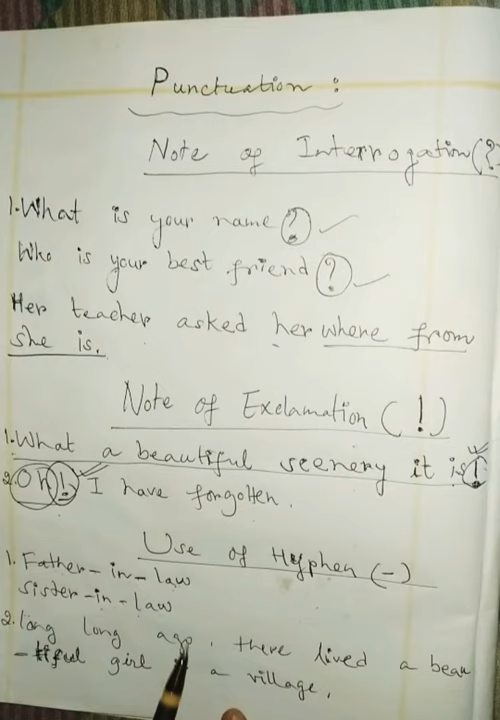 Punctuation :
Note of Interrogation (?
1. What is your name ?
Who is your best friend ?
Her teacher asked her where from
she is.
Note of Exclamation ( ! )
1. What a beautiful scenery it is !
2. Oh ! I have forgotten.
Use of Hyphen (-)
1. Father-in-law
sister-in-law
2. long long ago, there lived a beau
-tiful girl a village.